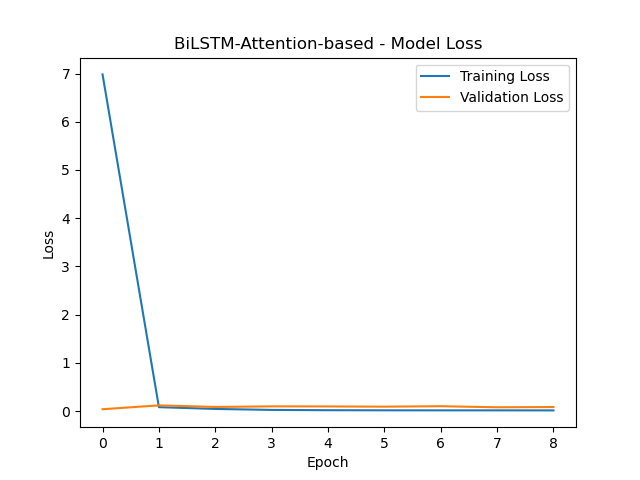 BiLSTM-Attention-based - Model Loss
Training Loss
Validation Loss
7
6
5
4
3
2
1
0
Loss
0 1 2 3 4 5 6 7 8
Epoch